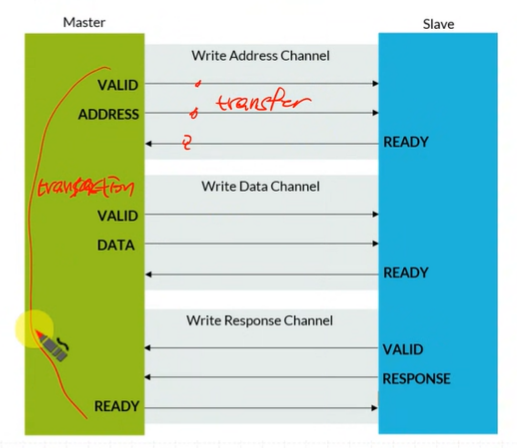 Master
Slave
Write Address Channel
VALID
ADDRESS
transfer
READY
transaction
Write Data Channel
VALID
DATA
READY
Write Response Channel
VALID
RESPONSE
READY